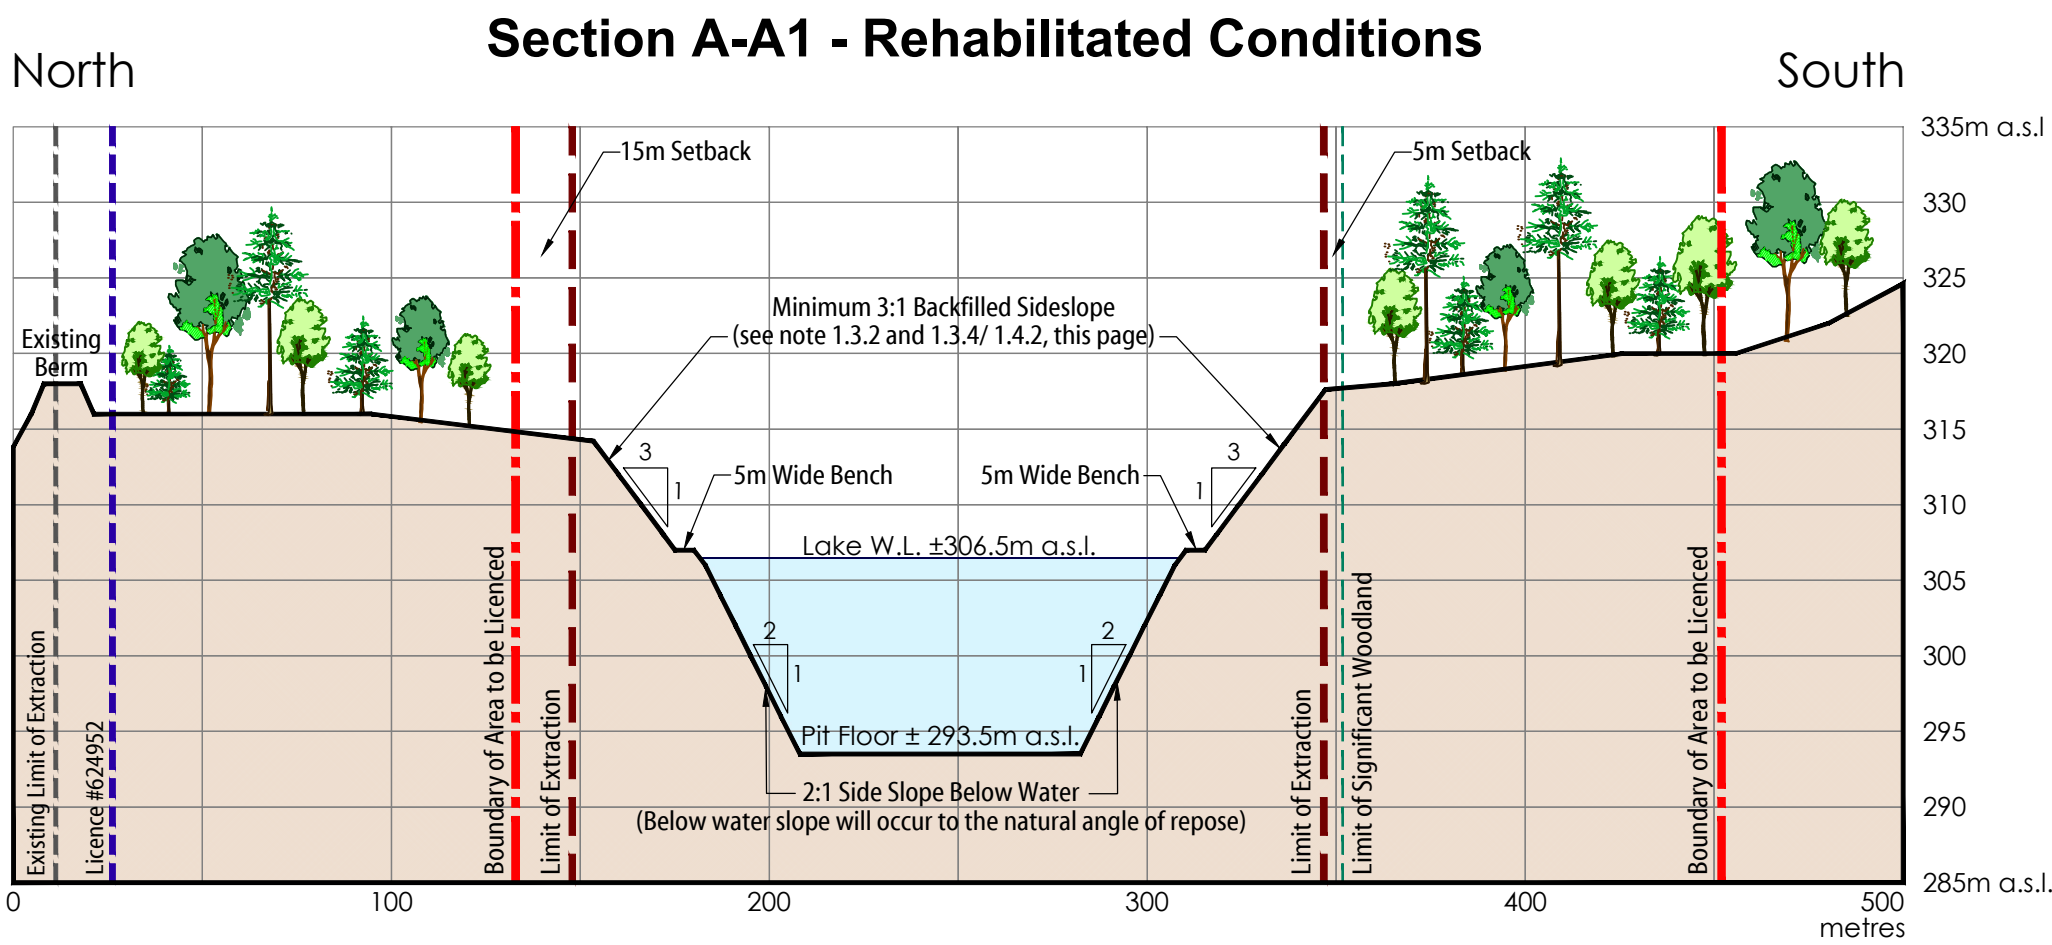 Section A-A1 - Rehabilitated Conditions
North
South
335m a.s.l
15m Setback
5m Setback
330
325
Minimum 3:1 Backfilled Sideslope
(see note 1.3.2 and 1.3.4/ 1.4.2, this page)
Existing
Berm
320
315
3
1
5m Wide Bench
5m Wide Bench
3
1
310
Lake W.L. ±306.5m a.s.l.
305
2
1
2
1
300
Pit Floor ± 293.5m a.s.l.
295
2:1 Side Slope Below Water
(Below water slope will occur to the natural angle of repose)
290
Existing Limit of Extraction
Licence #624952
Boundary of Area to be Licenced
Limit of Extraction
Limit of Extraction
Limit of Significant Woodland
Boundary of Area to be Licenced
285m a.s.l.
0
100
200
300
400
500
metres